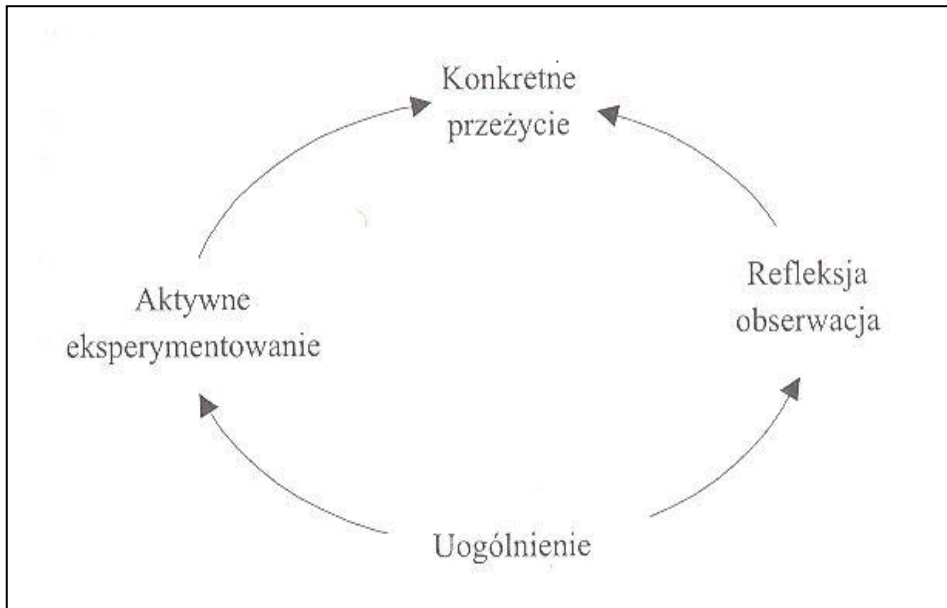 Konkretne
przeżycie
Refleksja
obserwacja
Aktywne
eksperymentowanie
Uogólnienie